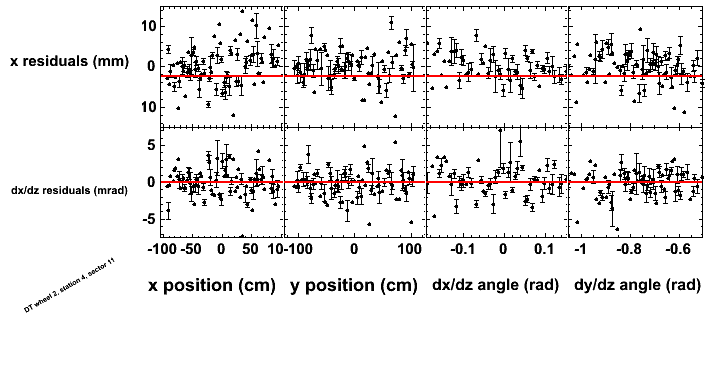 10
x residuals (mm)
0
10
5
dx/dz residuals (mrad)
0
-5
-100 -50 0 50 100 -100 0 100 -0.1 0 0.1 -1 -0.8 -0.6
x position (cm) y position (cm) dx/dz angle (rad) dy/dz angle (rad)
DT wheel 2, station 4, sector 11